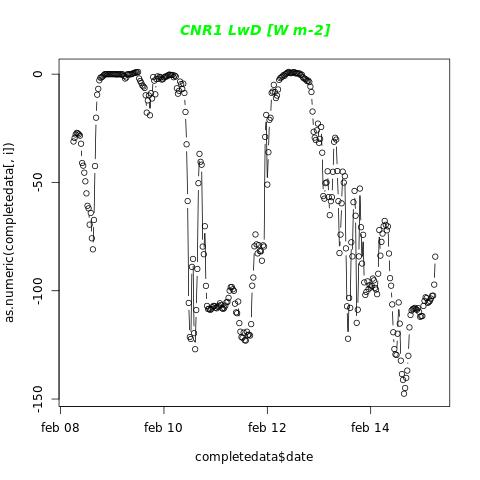 CNR1 LwD [W m-2]
as.numeric(completedata[, i])
0
-50
-100
-150
feb 08 feb 10 feb 12 feb 14
completedata$date